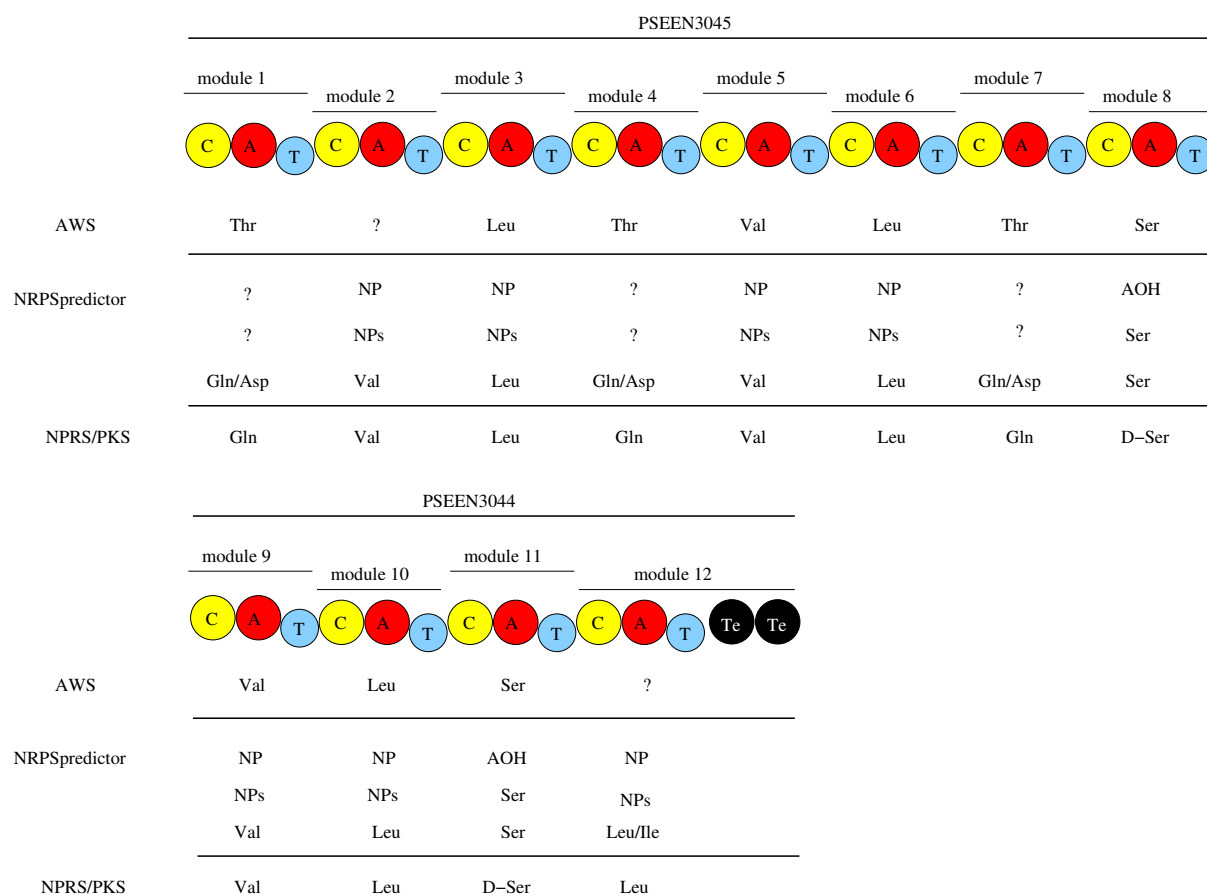 PSEEN3045
module 1 module 3 module 5 module 7
module 2 module 4 module 6 module 8
C A T C A T C A T C A T C A T C A T C A T C A T
AWS Thr ? Leu Thr Val Leu Thr Ser
NRPSpredictor ? NP NP ? NP NP ? AOH
? NPs NPs ? NPs NPs ? Ser
Gln/Asp Val Leu Gln/Asp Val Leu Gln/Asp Ser
NPRS/PKS Gln Val Leu Gln Val Leu Gln D−Ser
PSEEN3044
module 9 module 11
module 10 module 12
C A T C A T C A T C A T Te Te
AWS Val Leu Ser ?
NRPSpredictor NP NP AOH NP
NPs NPs Ser NPs
Val Leu Ser Leu/Ile
NPRS/PKS Val Leu D−Ser Leu